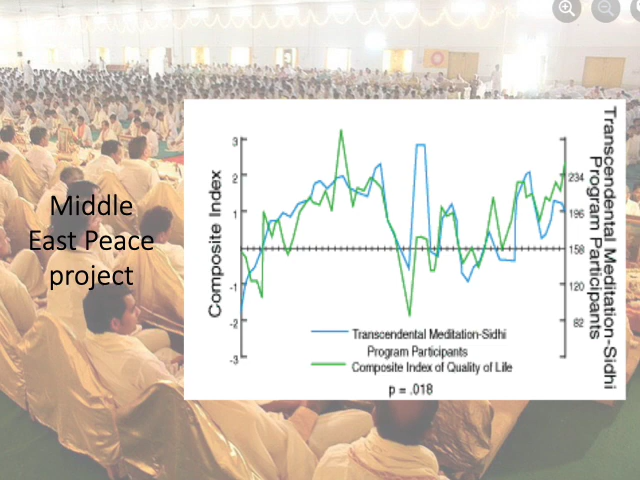 Middle
East Peace
project
Composite Index
3
2
1
-1
-2
-3
234
196
158
120
82
Transcendental Meditation-Sidhi
Program Participants
Transcendental Meditation-Sidhi
Program Participants
Composite Index of Quality of Life
p = .018